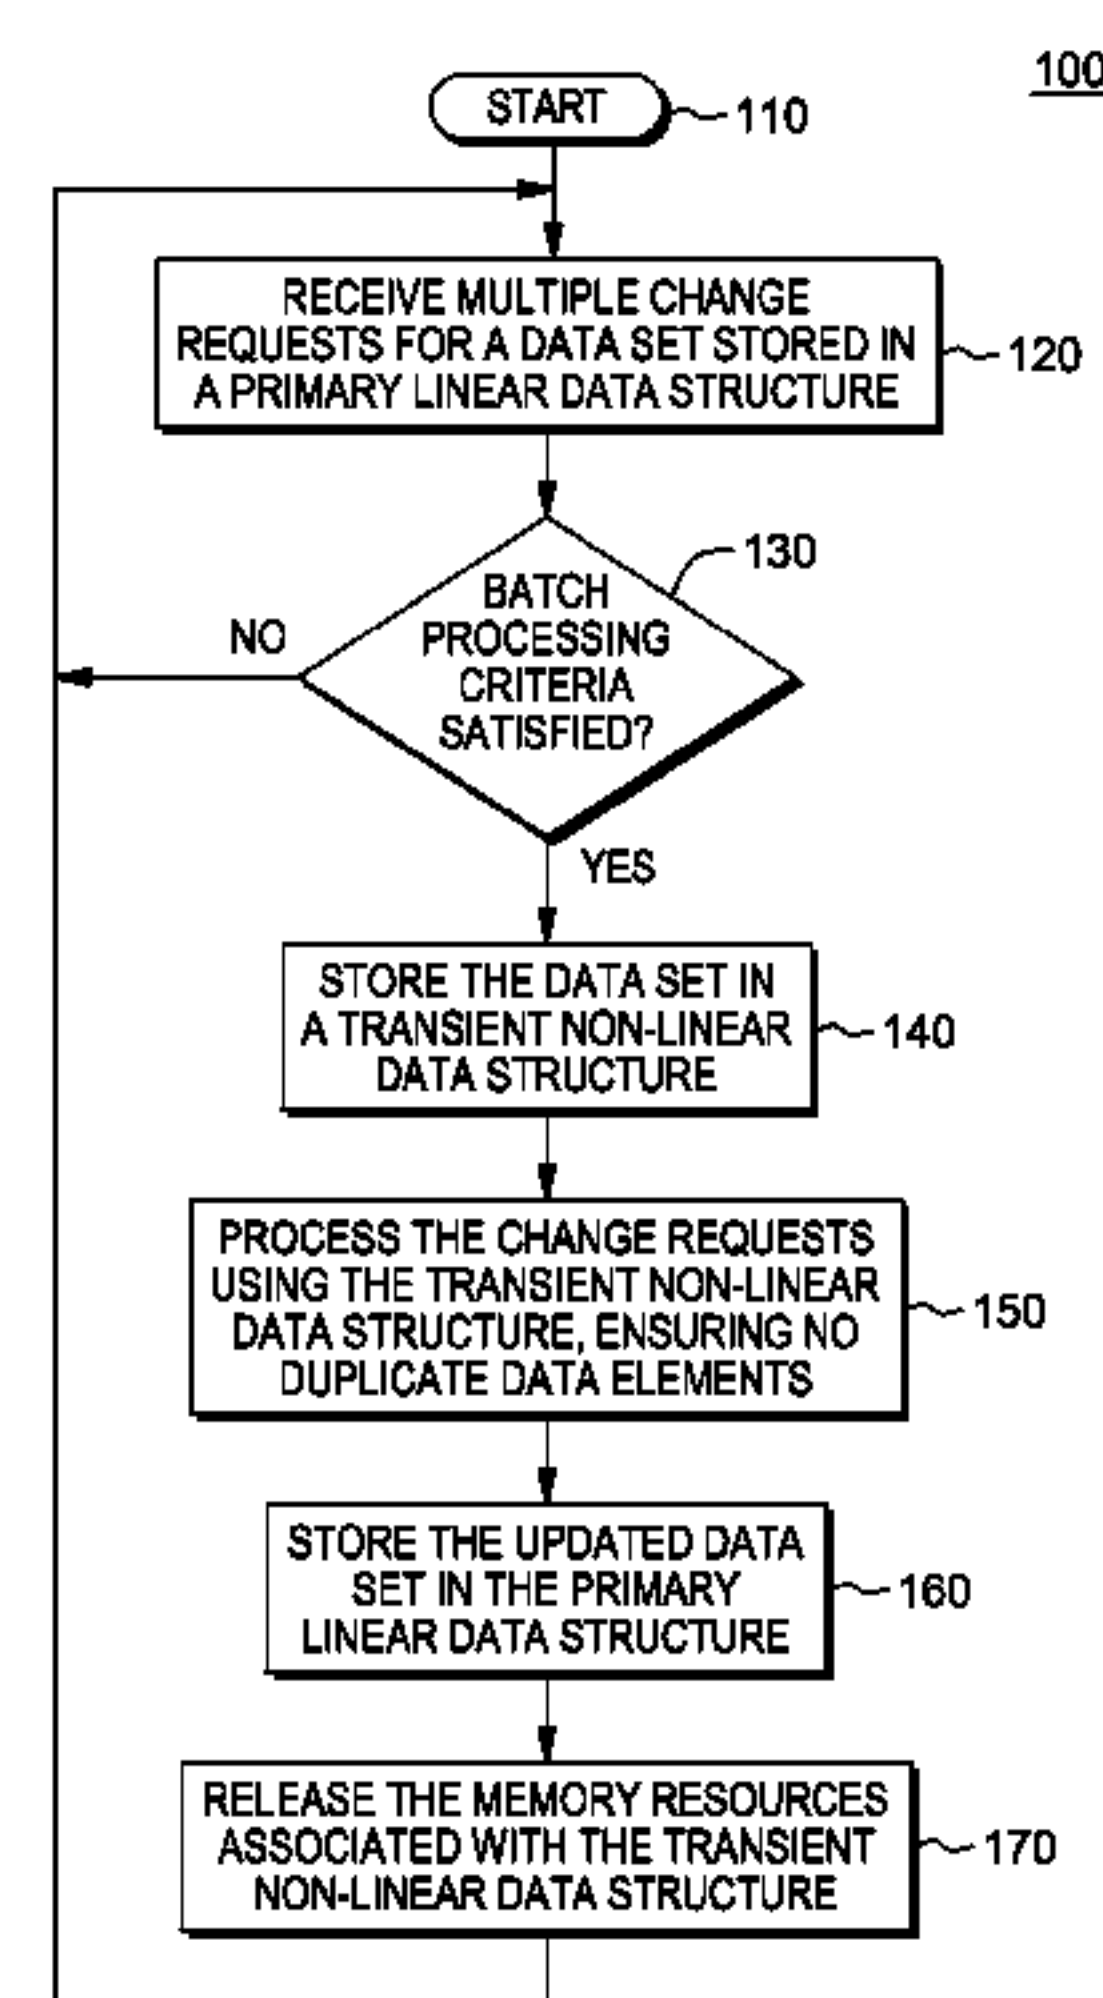 100
START
110
RECEIVE MULTIPLE CHANGE
REQUESTS FOR A DATA SET STORED IN
A PRIMARY LINEAR DATA STRUCTURE
120
BATCH
PROCESSING
CRITERIA
SATISFIED?
130
NO
YES
STORE THE DATA SET IN
A TRANSIENT NON-LINEAR
DATA STRUCTURE
140
PROCESS THE CHANGE REQUESTS
USING THE TRANSIENT NON-LINEAR
DATA STRUCTURE, ENSURING NO
DUPLICATE DATA ELEMENTS
150
STORE THE UPDATED DATA
SET IN THE PRIMARY
LINEAR DATA STRUCTURE
160
RELEASE THE MEMORY RESOURCES
ASSOCIATED WITH THE TRANSIENT
NON-LINEAR DATA STRUCTURE
170